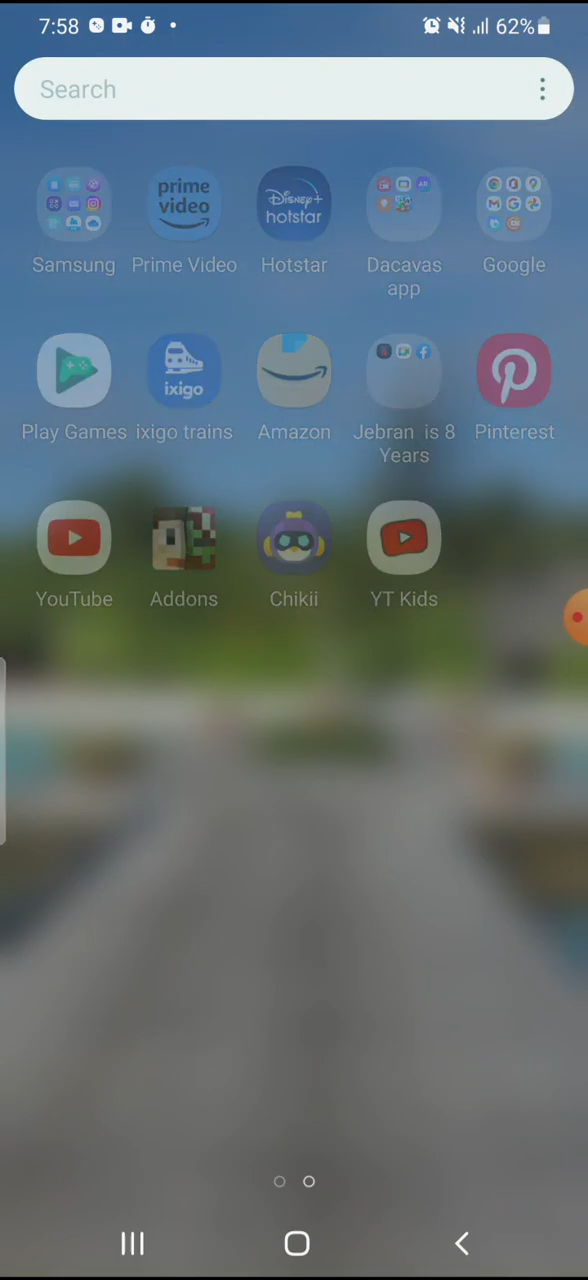 7:58
62%
Search
prime video
Disney+ hotstar
Samsung Prime Video Hotstar Dacavas app Google
ixigo
Play Games ixigo trains Amazon Jebran is 8 Years Pinterest
YouTube Addons Chikii YT Kids